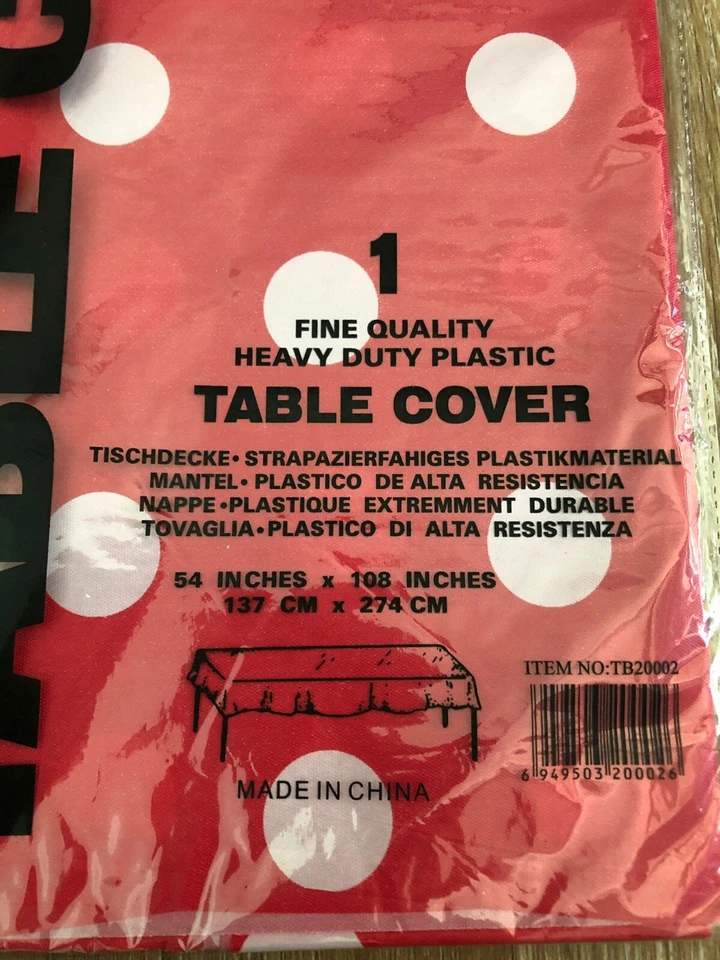 1
FINE QUALITY
HEAVY DUTY PLASTIC
TABLE COVER
TISCHDECKE• STRAPAZIERFAHIGES PLASTIKMATERIAL
MANTEL• PLASTICO DE ALTA RESISTENCIA
NAPPE •PLASTIQUE EXTREMMENT DURABLE
TOVAGLIA•PLASTICO DI ALTA RESISTENZA
54 INCHES x 108 INCHES
137 CM x 274 CM
ITEM NO:TB20002
6 949503 200026
MADE IN CHINA